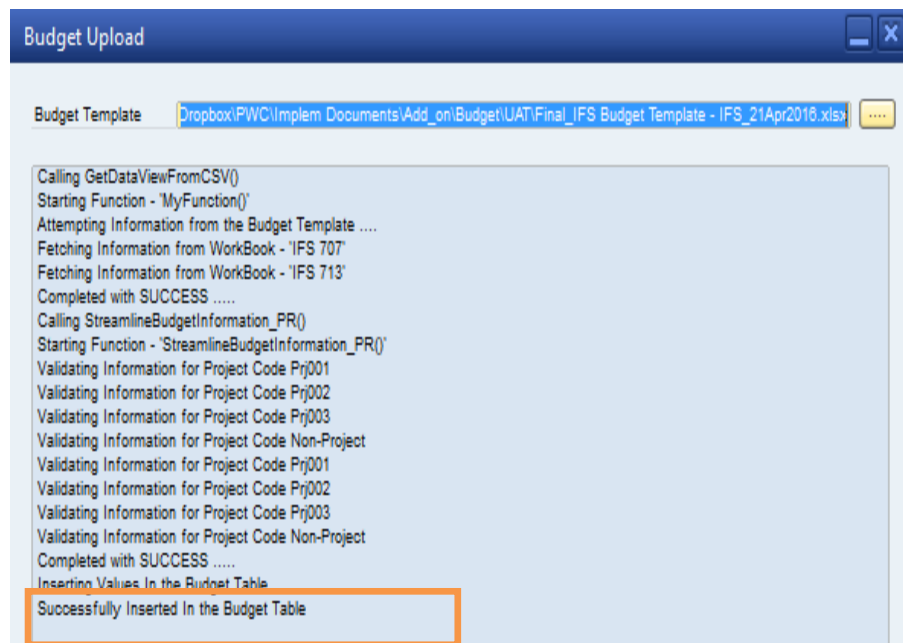 Budget Upload
Budget Template Dropbox\PWC\Implem Documents\Add_on\Budget\UAT\Final_IFS Budget Template - IFS_21Apr2016.xlsx ....
Calling GetDataViewFromCSV()
Starting Function - 'MyFunction()'
Attempting Information from the Budget Template ....
Fetching Information from WorkBook - 'IFS 707'
Fetching Information from WorkBook - 'IFS 713'
Completed with SUCCESS .....
Calling StreamlineBudgetInformation_PR()
Starting Function - 'StreamlineBudgetInformation_PR()'
Validating Information for Project Code Prj001
Validating Information for Project Code Prj002
Validating Information for Project Code Prj003
Validating Information for Project Code Non-Project
Validating Information for Project Code Prj001
Validating Information for Project Code Prj002
Validating Information for Project Code Prj003
Validating Information for Project Code Non-Project
Completed with SUCCESS .....
Inserting Values In the Budget Table
Successfully Inserted In the Budget Table